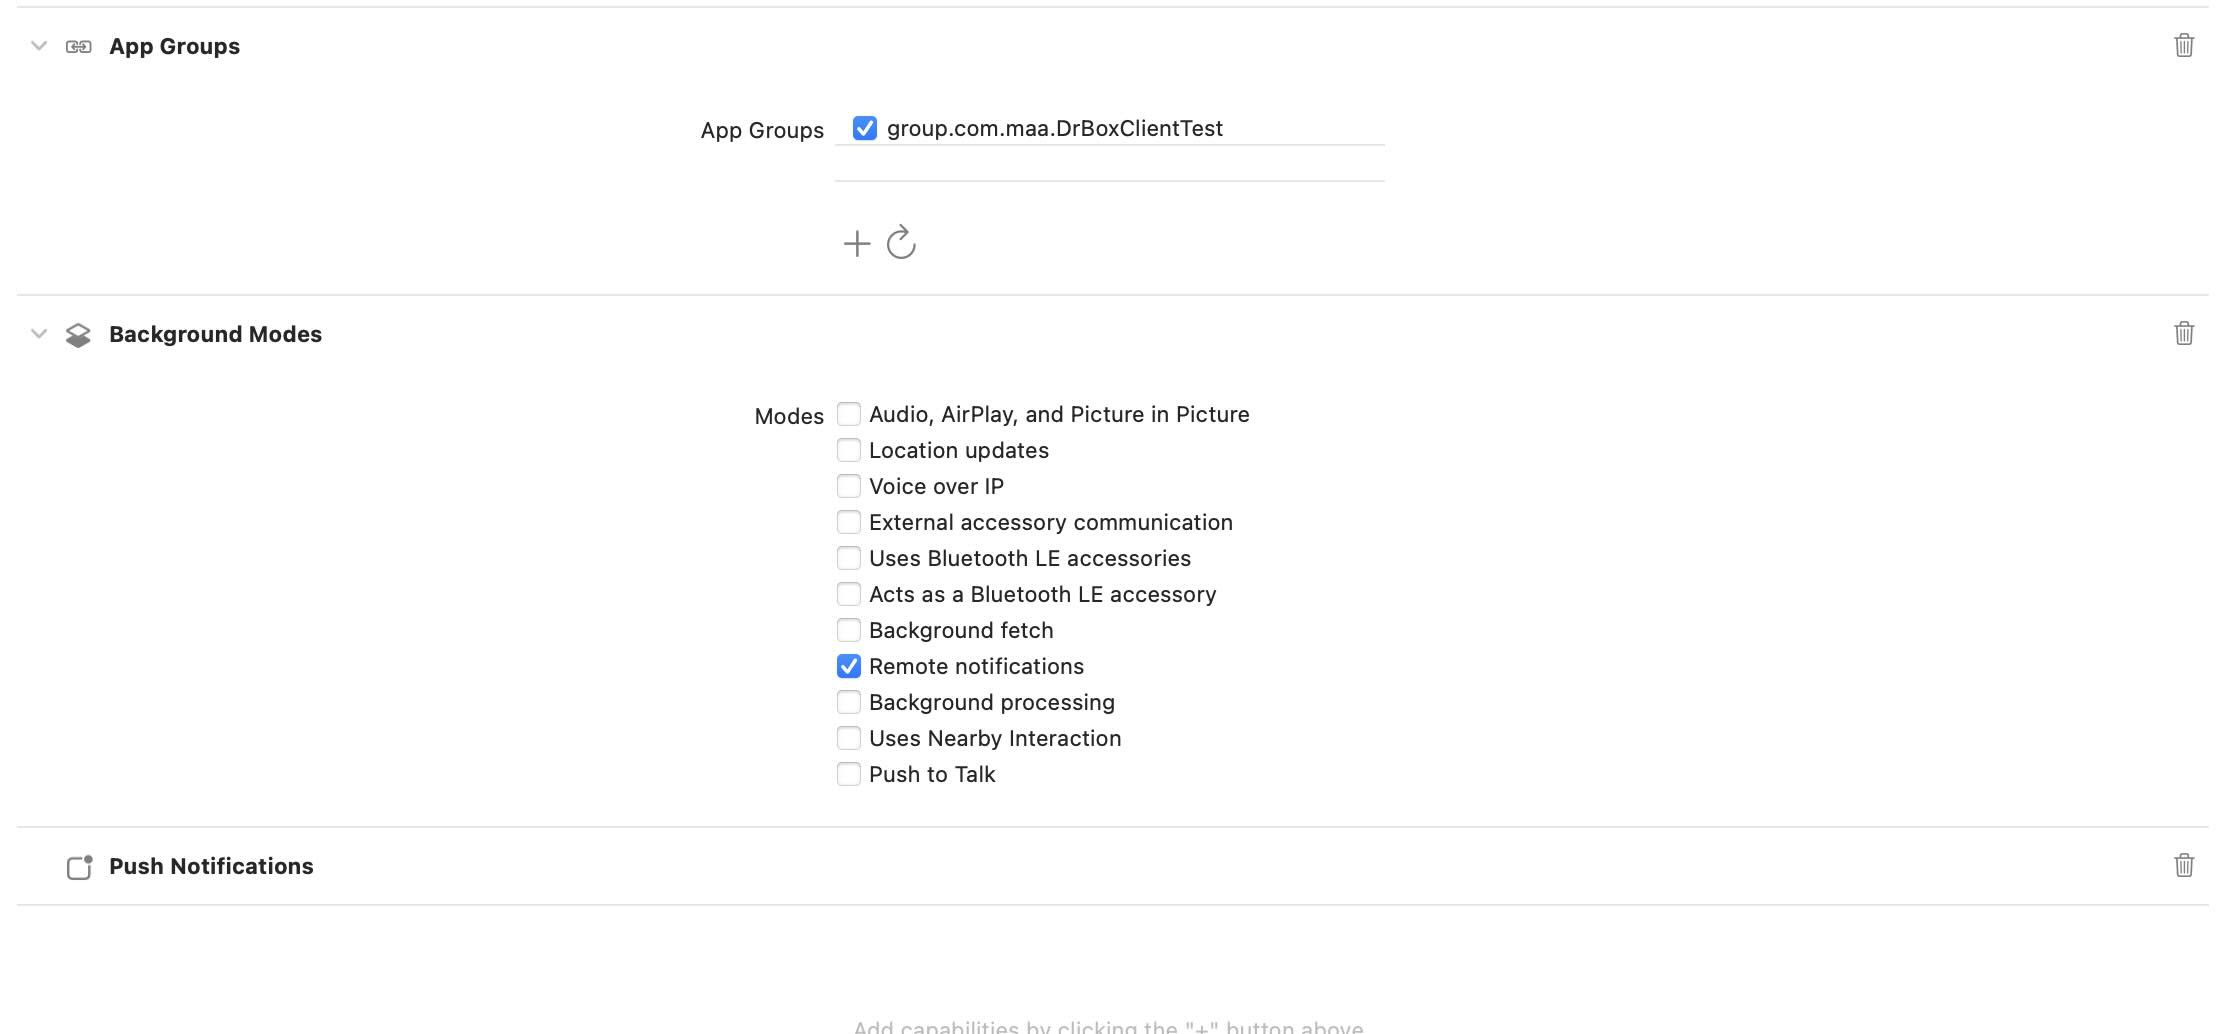 App Groups
App Groups
group.com.maa.DrBoxClientTest
Background Modes
Modes
Audio, AirPlay, and Picture in Picture
Location updates
Voice over IP
External accessory communication
Uses Bluetooth LE accessories
Acts as a Bluetooth LE accessory
Background fetch
Remote notifications
Background processing
Uses Nearby Interaction
Push to Talk
Push Notifications
Add capabilities by clicking the "+" button above